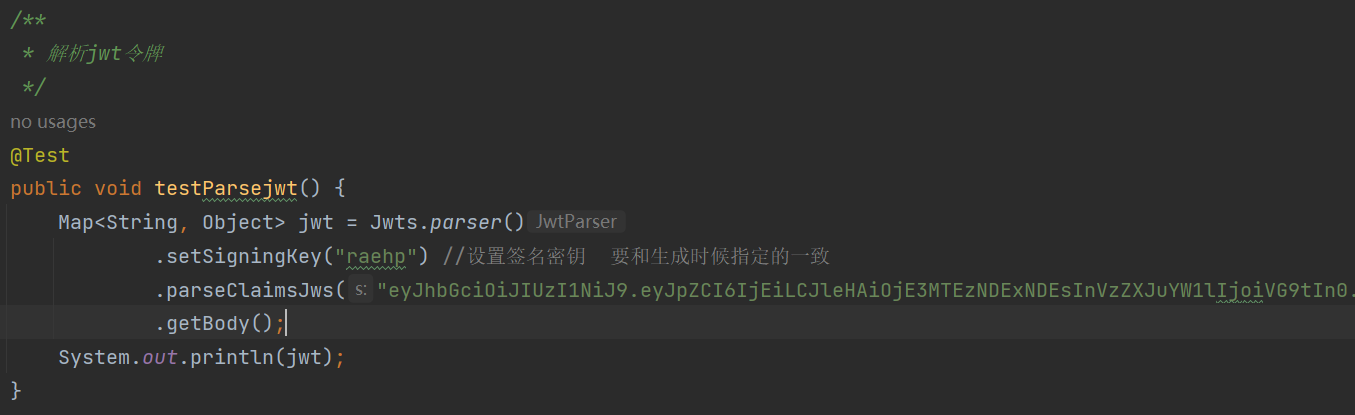 /**
 * 解析jwt令牌
 */
no usages
@Test
public void testParsejwt() {
    Map<String, Object> jwt = Jwts.parser() JwtParser
            .setSigningKey("raehp") //设置签名密钥  要和生成时候指定的一致
            .parseClaimsJws( s: "eyJhbGciOiJIUzI1NiJ9.eyJpZCI6IjEiLCJleHAiOjE3MTEzNDExNDEsInVzZXJuYW1lIjoiVG9tIn0.
            .getBody();
    System.out.println(jwt);
}